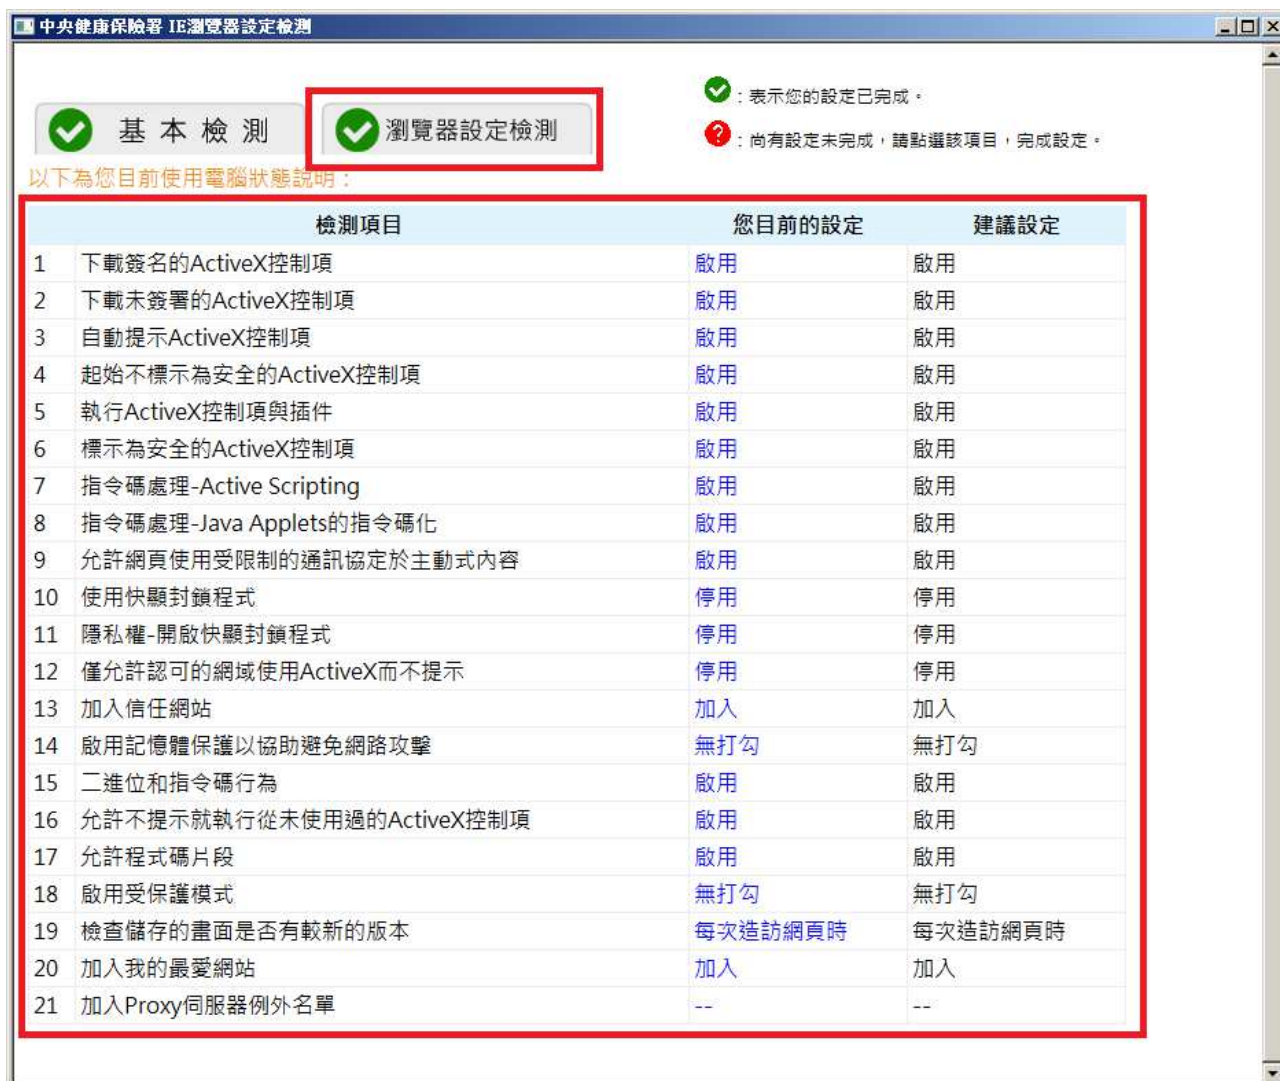 中央健康保險署 IE瀏覽器設定檢測
：表示您的設定已完成。
基本檢測 瀏覽器設定檢測
：尚有設定未完成，請點選該項目，完成設定。
以下為您目前使用電腦狀態說明：
檢測項目 您目前的設定 建議設定
1 下載簽名的ActiveX控制項 啟用 啟用
2 下載未簽署的ActiveX控制項 啟用 啟用
3 自動提示ActiveX控制項 啟用 啟用
4 起始不標示為安全的ActiveX控制項 啟用 啟用
5 執行ActiveX控制項與插件 啟用 啟用
6 標示為安全的ActiveX控制項 啟用 啟用
7 指令碼處理-Active Scripting 啟用 啟用
8 指令碼處理-Java Applets的指令碼化 啟用 啟用
9 允許網頁使用受限制的通訊協定於主動式內容 啟用 啟用
10 使用快顯封鎖程式 停用 停用
11 隱私權-開啟快顯封鎖程式 停用 停用
12 僅允許認可的網域使用ActiveX而不提示 停用 停用
13 加入信任網站 加入 加入
14 啟用記憶體保護以協助避免網路攻擊 無打勾 無打勾
15 二進位和指令碼行為 啟用 啟用
16 允許不提示就執行從未使用過的ActiveX控制項 啟用 啟用
17 允許程式碼片段 啟用 啟用
18 啟用受保護模式 無打勾 無打勾
19 檢查儲存的畫面是否有較新的版本 每次造訪網頁時 每次造訪網頁時
20 加入我的最愛網站 加入 加入
21 加入Proxy伺服器例外名單 -- --